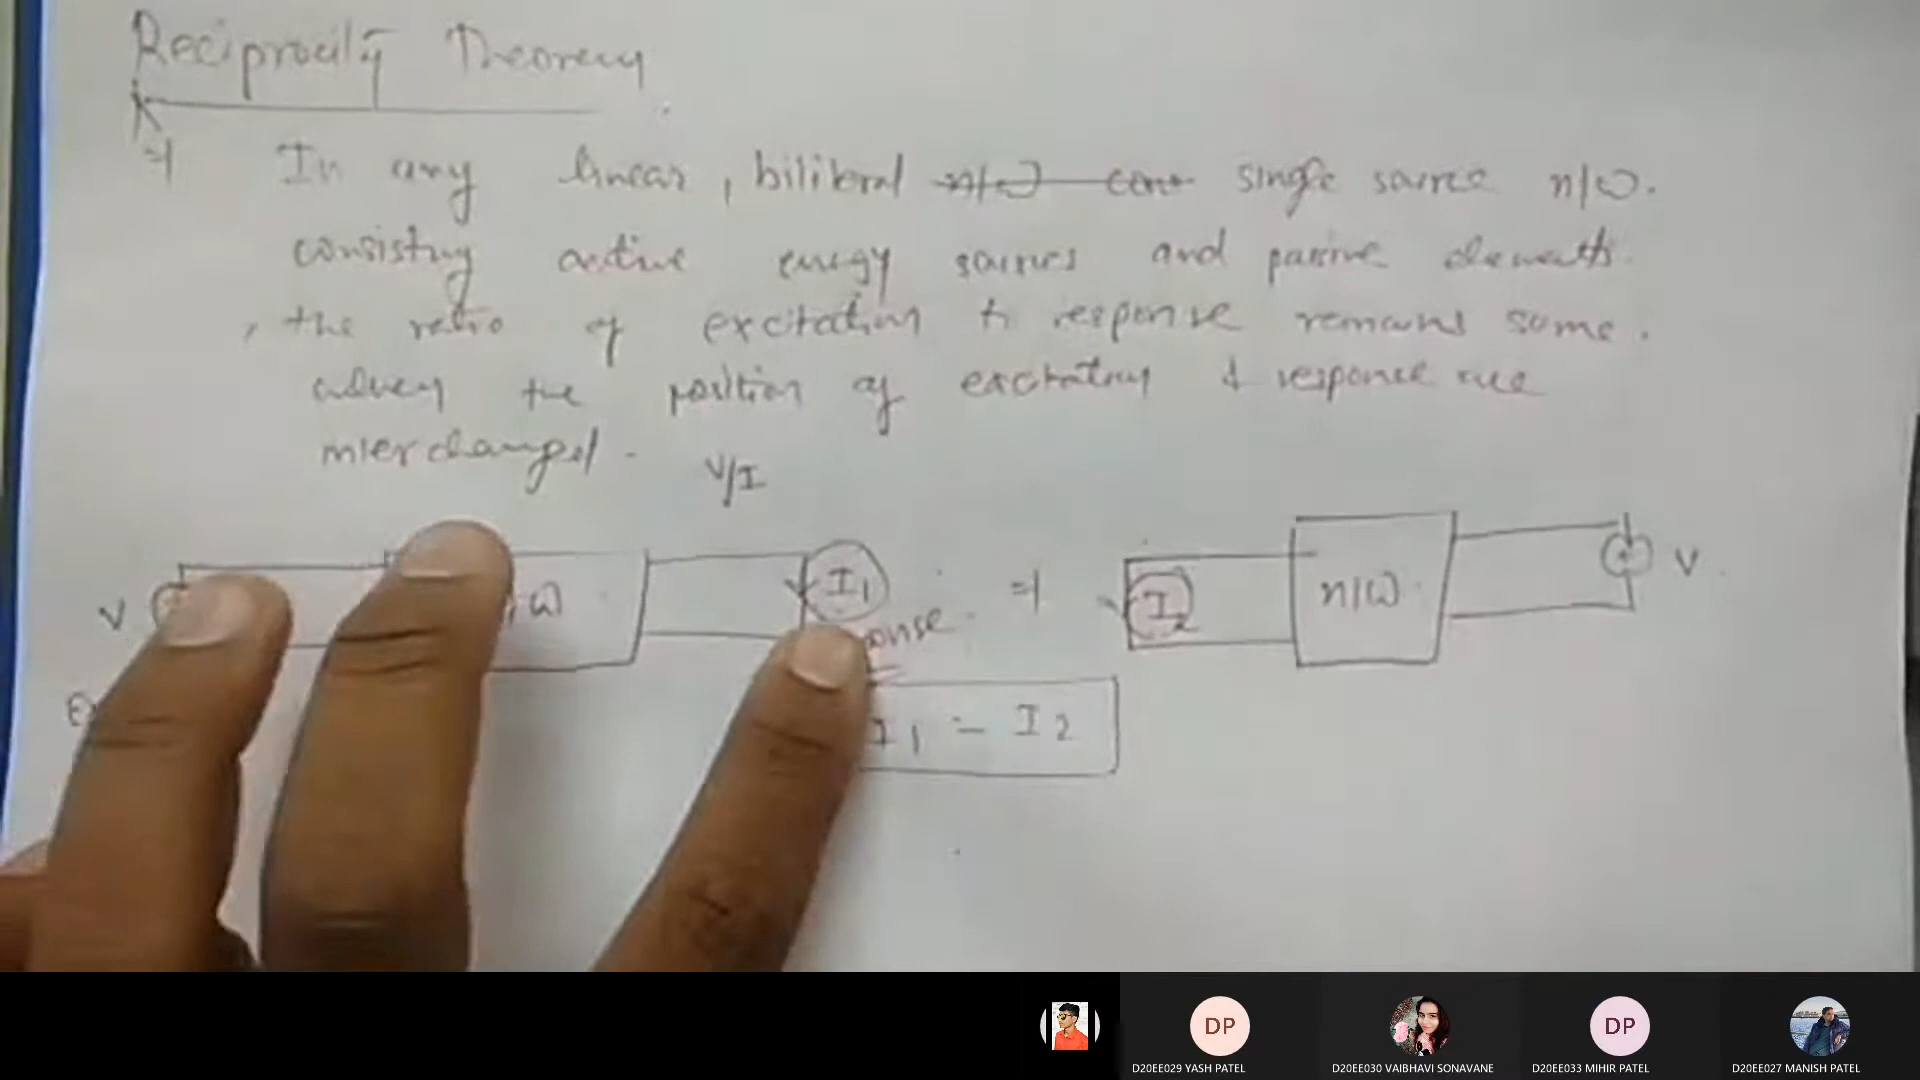 Reciprocity Theorem
In any linear, biliteral n/w con single source n/w.
consisting active energy sources and passive elements
, the ratio of excitation to response remains same.
when the position of excitation & response are
interchanged.
V/I
V
w
I1
onse
I2
n/w
V
I1 = I2
D20EE029 YASH PATEL
D20EE030 VAIBHAVI SONAVANE
D20EE033 MIHIR PATEL
D20EE027 MANISH PATEL
DP
DP